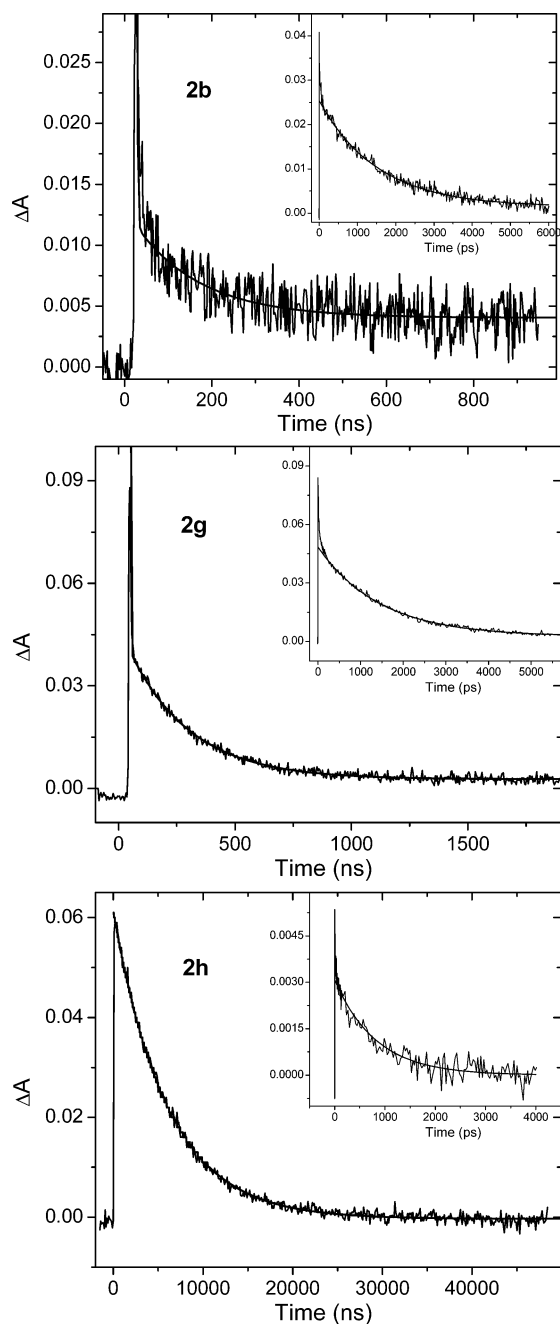 2b
ΔA
0.025
0.020
0.015
0.010
0.005
0.000
0 200 400 600 800
Time (ns)
0.04
0.03
0.02
0.01
0.00
0 1000 2000 3000 4000 5000 6000
Time (ps)
2g
ΔA
0.09
0.06
0.03
0.00
0 500 1000 1500
Time (ns)
0.09
0.06
0.03
0.00
0 1000 2000 3000 4000 5000
Time (ps)
2h
ΔA
0.06
0.04
0.02
0.00
0 10000 20000 30000 40000
Time (ns)
0.0045
0.0030
0.0015
0.0000
0 1000 2000 3000 4000
Time (ps)